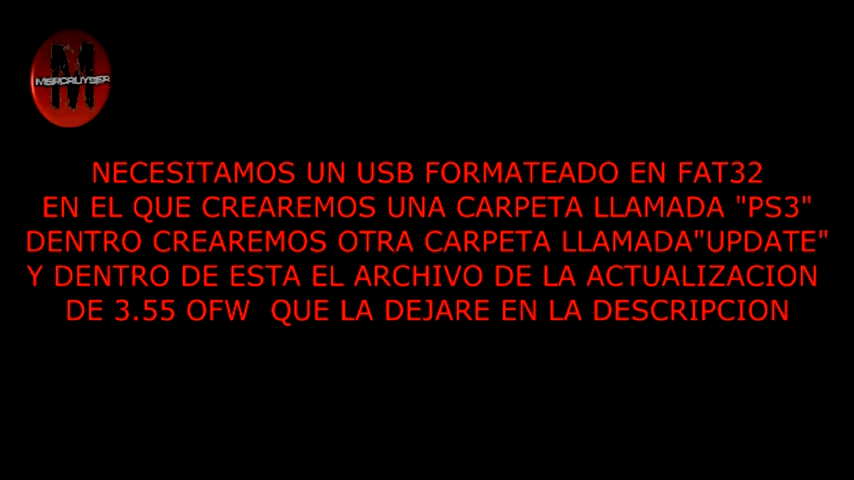 MERCRUYSER
NECESITAMOS UN USB FORMATEADO EN FAT32
EN EL QUE CREAREMOS UNA CARPETA LLAMADA "PS3"
DENTRO CREAREMOS OTRA CARPETA LLAMADA"UPDATE"
Y DENTRO DE ESTA EL ARCHIVO DE LA ACTUALIZACION
DE 3.55 OFW  QUE LA DEJARE EN LA DESCRIPCION